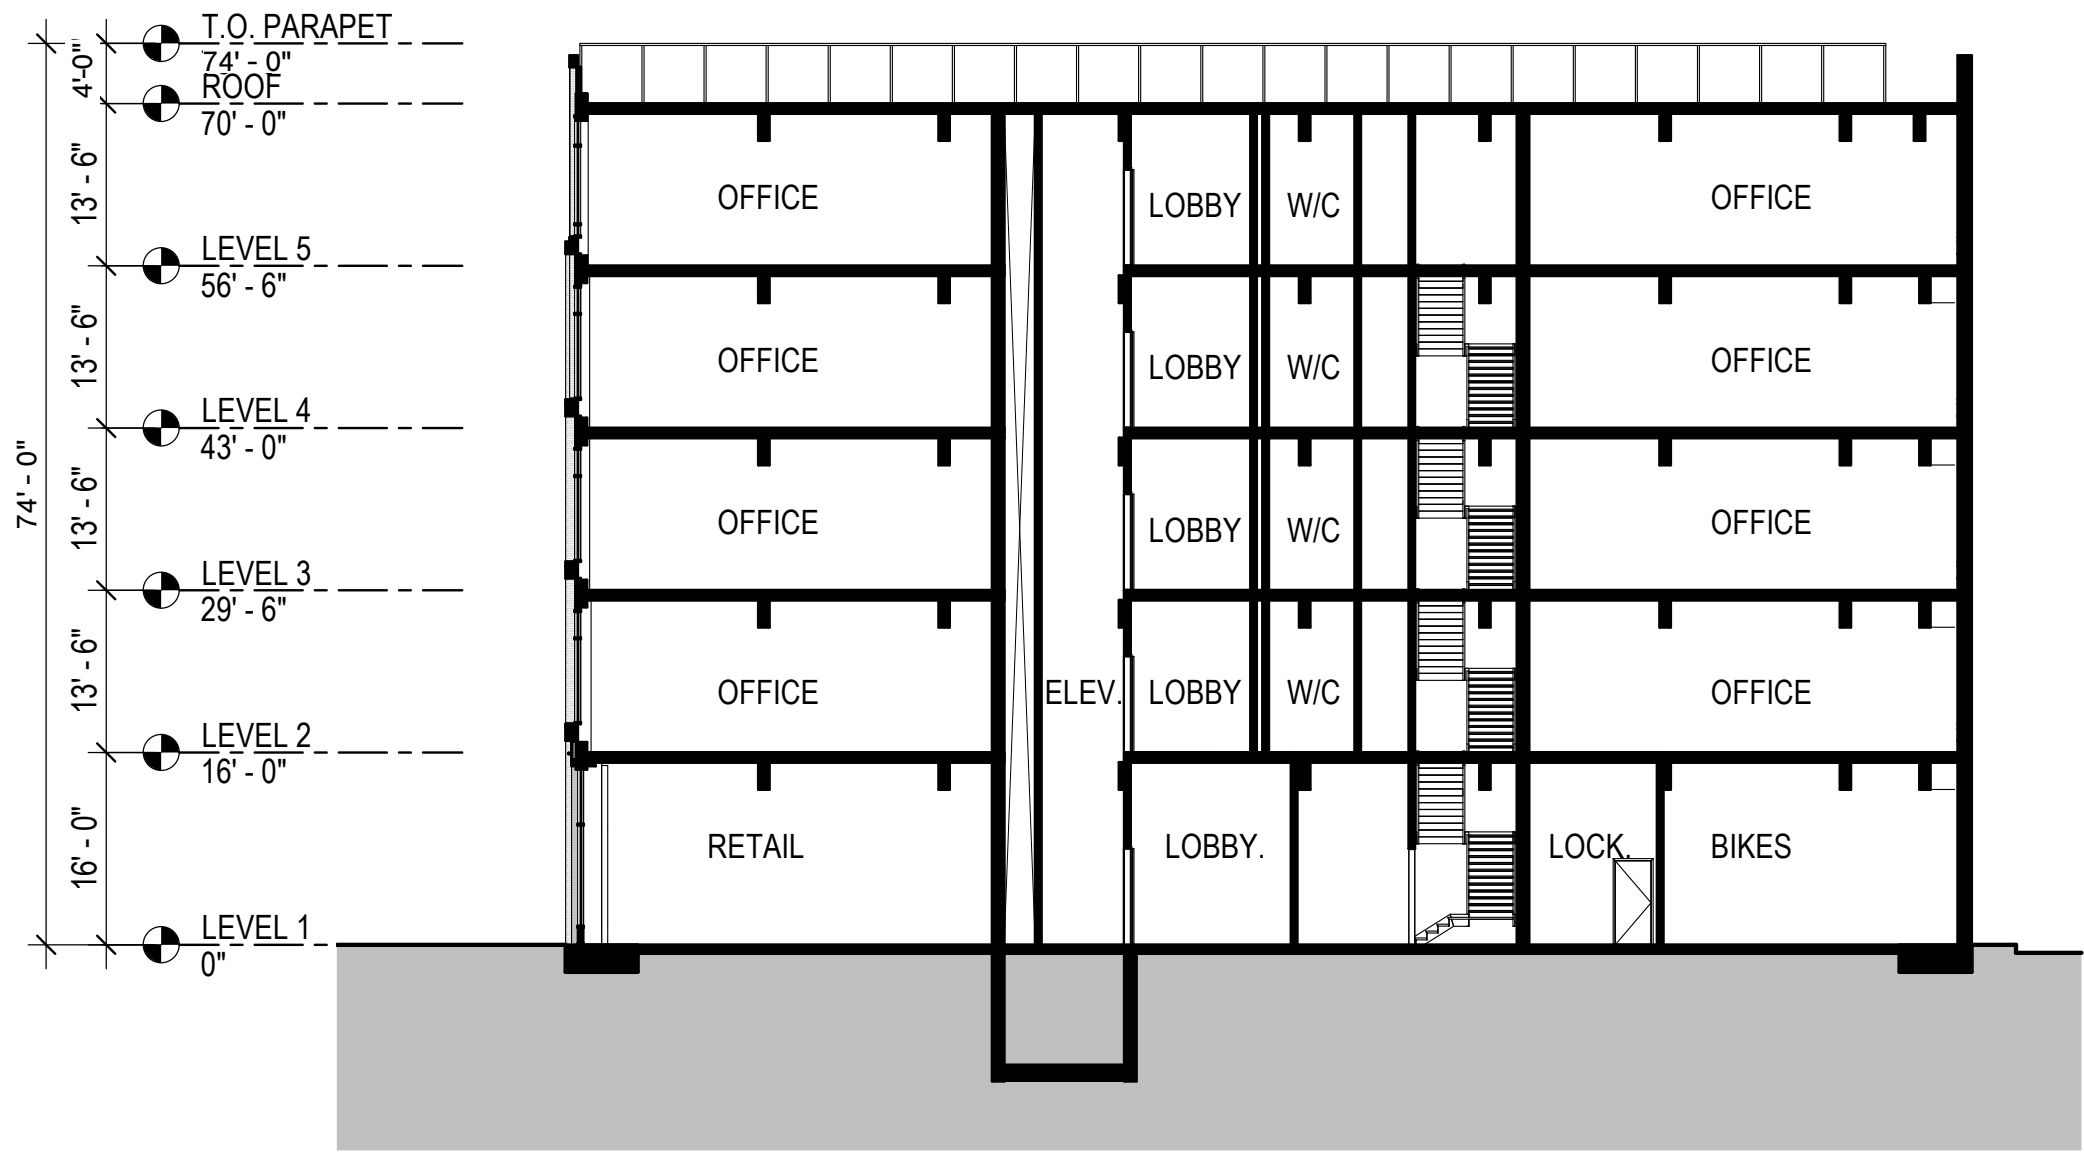 T.O. PARAPET
74' - 0"
4'-0"
ROOF
70' - 0"
13' - 6"
OFFICE
LOBBY
W/C
OFFICE
LEVEL 5
56' - 6"
13' - 6"
OFFICE
LOBBY
W/C
OFFICE
LEVEL 4
43' - 0"
74' - 0"
13' - 6"
OFFICE
LOBBY
W/C
OFFICE
LEVEL 3
29' - 6"
13' - 6"
OFFICE
ELEV.
LOBBY
W/C
OFFICE
LEVEL 2
16' - 0"
16' - 0"
RETAIL
LOBBY.
LOCK.
BIKES
LEVEL 1
0"